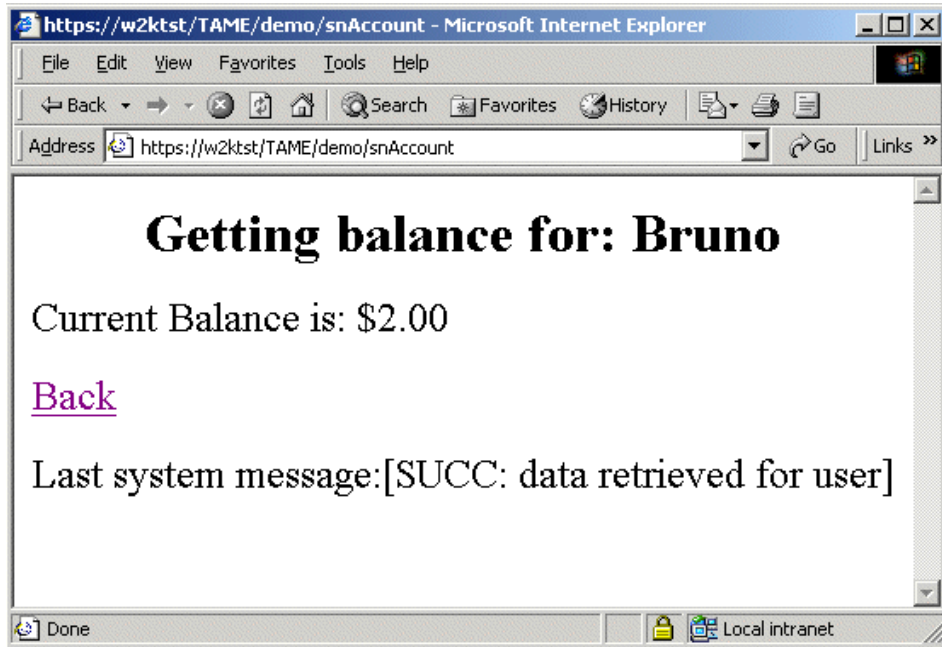 https://w2ktst/TAME/demo/snAccount - Microsoft Internet Explorer
File Edit View Favorites Tools Help
Back Search Favorites History
Address https://w2ktst/TAME/demo/snAccount Go Links »
Getting balance for: Bruno
Current Balance is: $2.00
Back
Last system message:[SUCC: data retrieved for user]
Done Local intranet